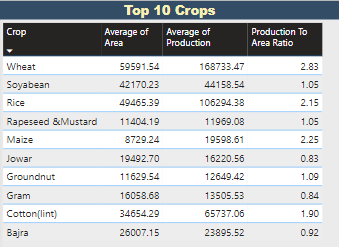 Top 10 Crops
Crop Average of Area Average of Production Production To Area Ratio
Wheat 59591.54 168733.47 2.83
Soyabean 42170.23 44158.54 1.05
Rice 49465.39 106294.38 2.15
Rapeseed &Mustard 11404.19 11969.08 1.05
Maize 8729.24 19598.61 2.25
Jowar 19492.70 16220.56 0.83
Groundnut 11629.54 12649.42 1.09
Gram 16058.68 13505.53 0.84
Cotton(lint) 34654.29 65737.06 1.90
Bajra 26007.15 23895.52 0.92